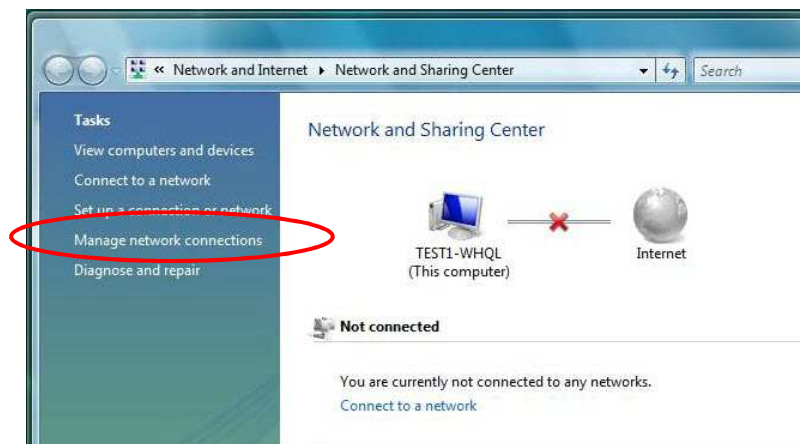 « Network and Internet ▸ Network and Sharing Center
Search
Tasks
View computers and devices
Connect to a network
Set up a connection or network
Manage network connections
Diagnose and repair
Network and Sharing Center
TEST1-WHQL
(This computer)
Internet
Not connected
You are currently not connected to any networks.
Connect to a network